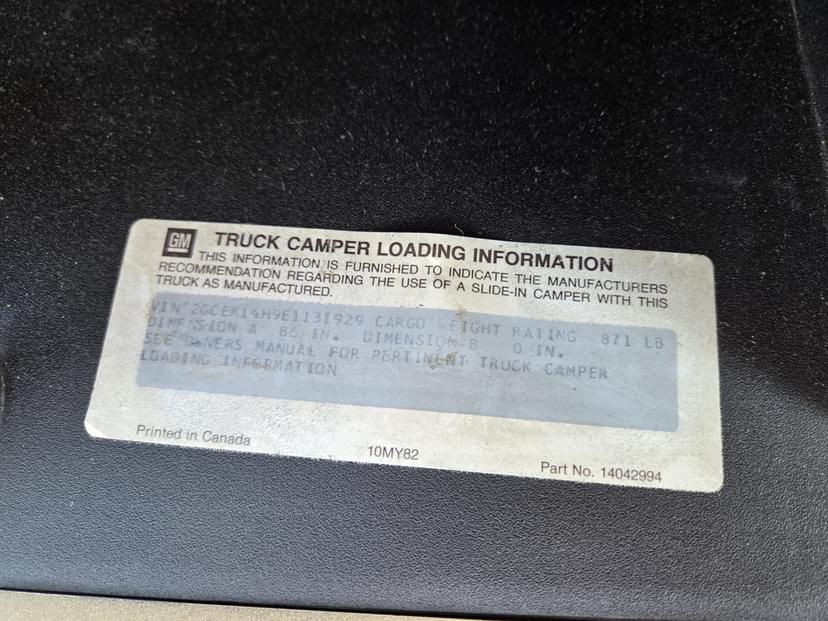 GM TRUCK CAMPER LOADING INFORMATION
THIS INFORMATION IS FURNISHED TO INDICATE THE MANUFACTURERS
RECOMMENDATION REGARDING THE USE OF A SLIDE-IN CAMPER WITH THIS
TRUCK AS MANUFACTURED.
VIN 2GCEK14H9E1131929 CARGO WEIGHT RATING 871 LB
DIMENSION A 86 IN. DIMENSION B 0 IN.
SEE OWNERS MANUAL FOR PERTINENT TRUCK CAMPER
LOADING INFORMATION
Printed in Canada
10MY82
Part No. 14042994